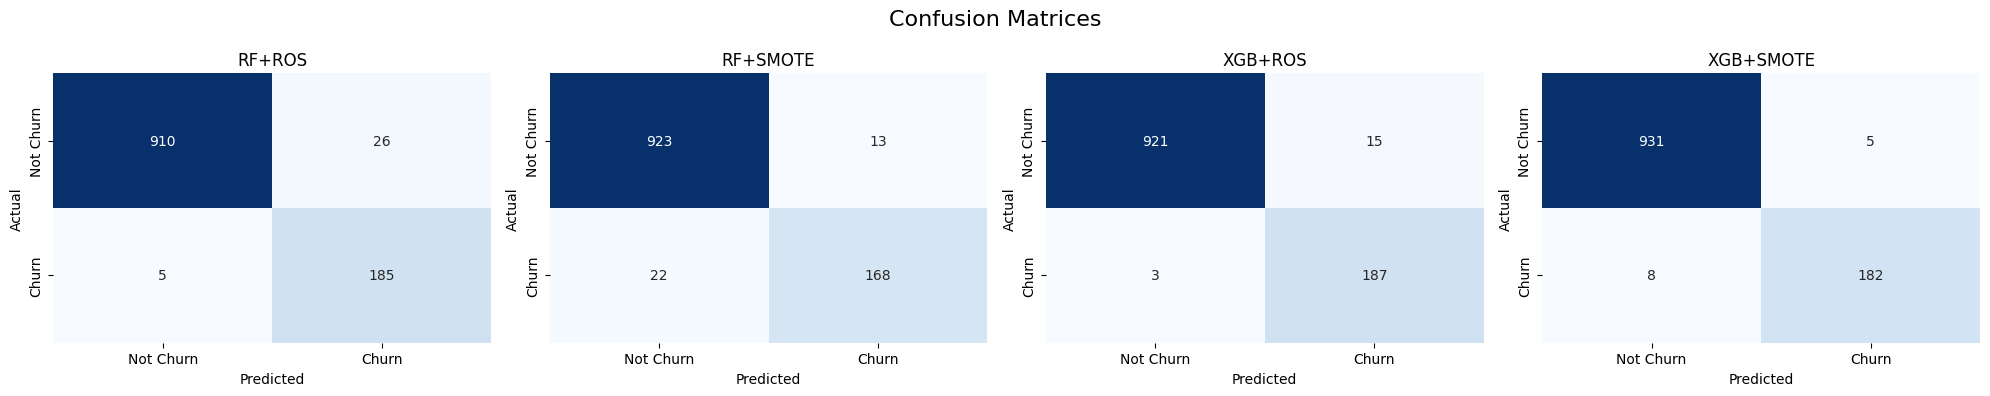 Confusion Matrices
RF+ROS
Actual
Not Churn
Churn
910
26
5
185
Not Churn
Churn
Predicted
RF+SMOTE
Actual
Not Churn
Churn
923
13
22
168
Not Churn
Churn
Predicted
XGB+ROS
Actual
Not Churn
Churn
921
15
3
187
Not Churn
Churn
Predicted
XGB+SMOTE
Actual
Not Churn
Churn
931
5
8
182
Not Churn
Churn
Predicted